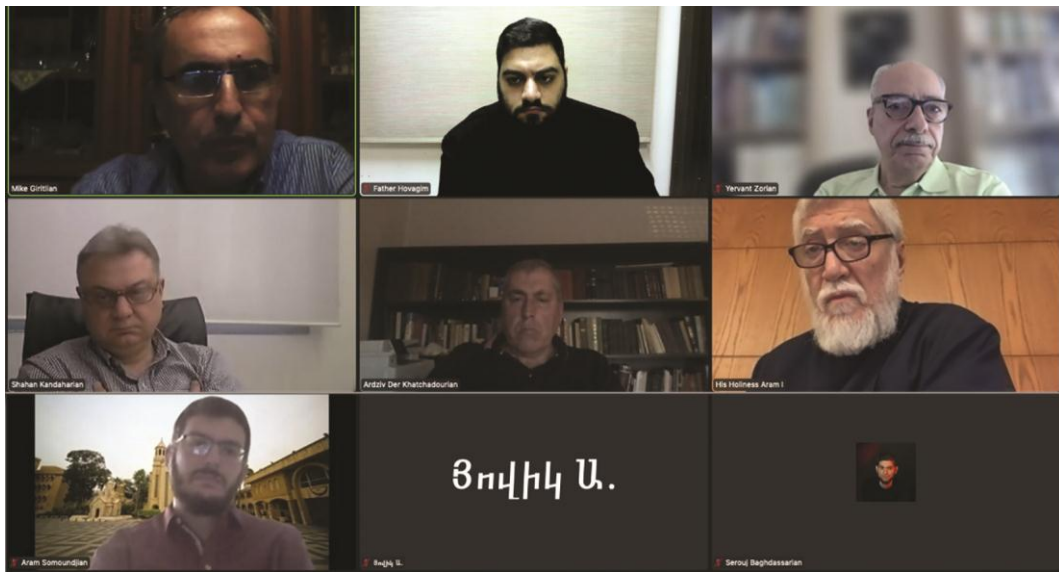 Mike Giritlian
Father Hovagim
Yervant Zorian
Shahan Kandaharian
Ardziv Der Khatchadourian
His Holiness Aram I
Յովիկ Ա.
Aram Somoundjian
Յովիկ Ա.
Serouj Baghdassarian